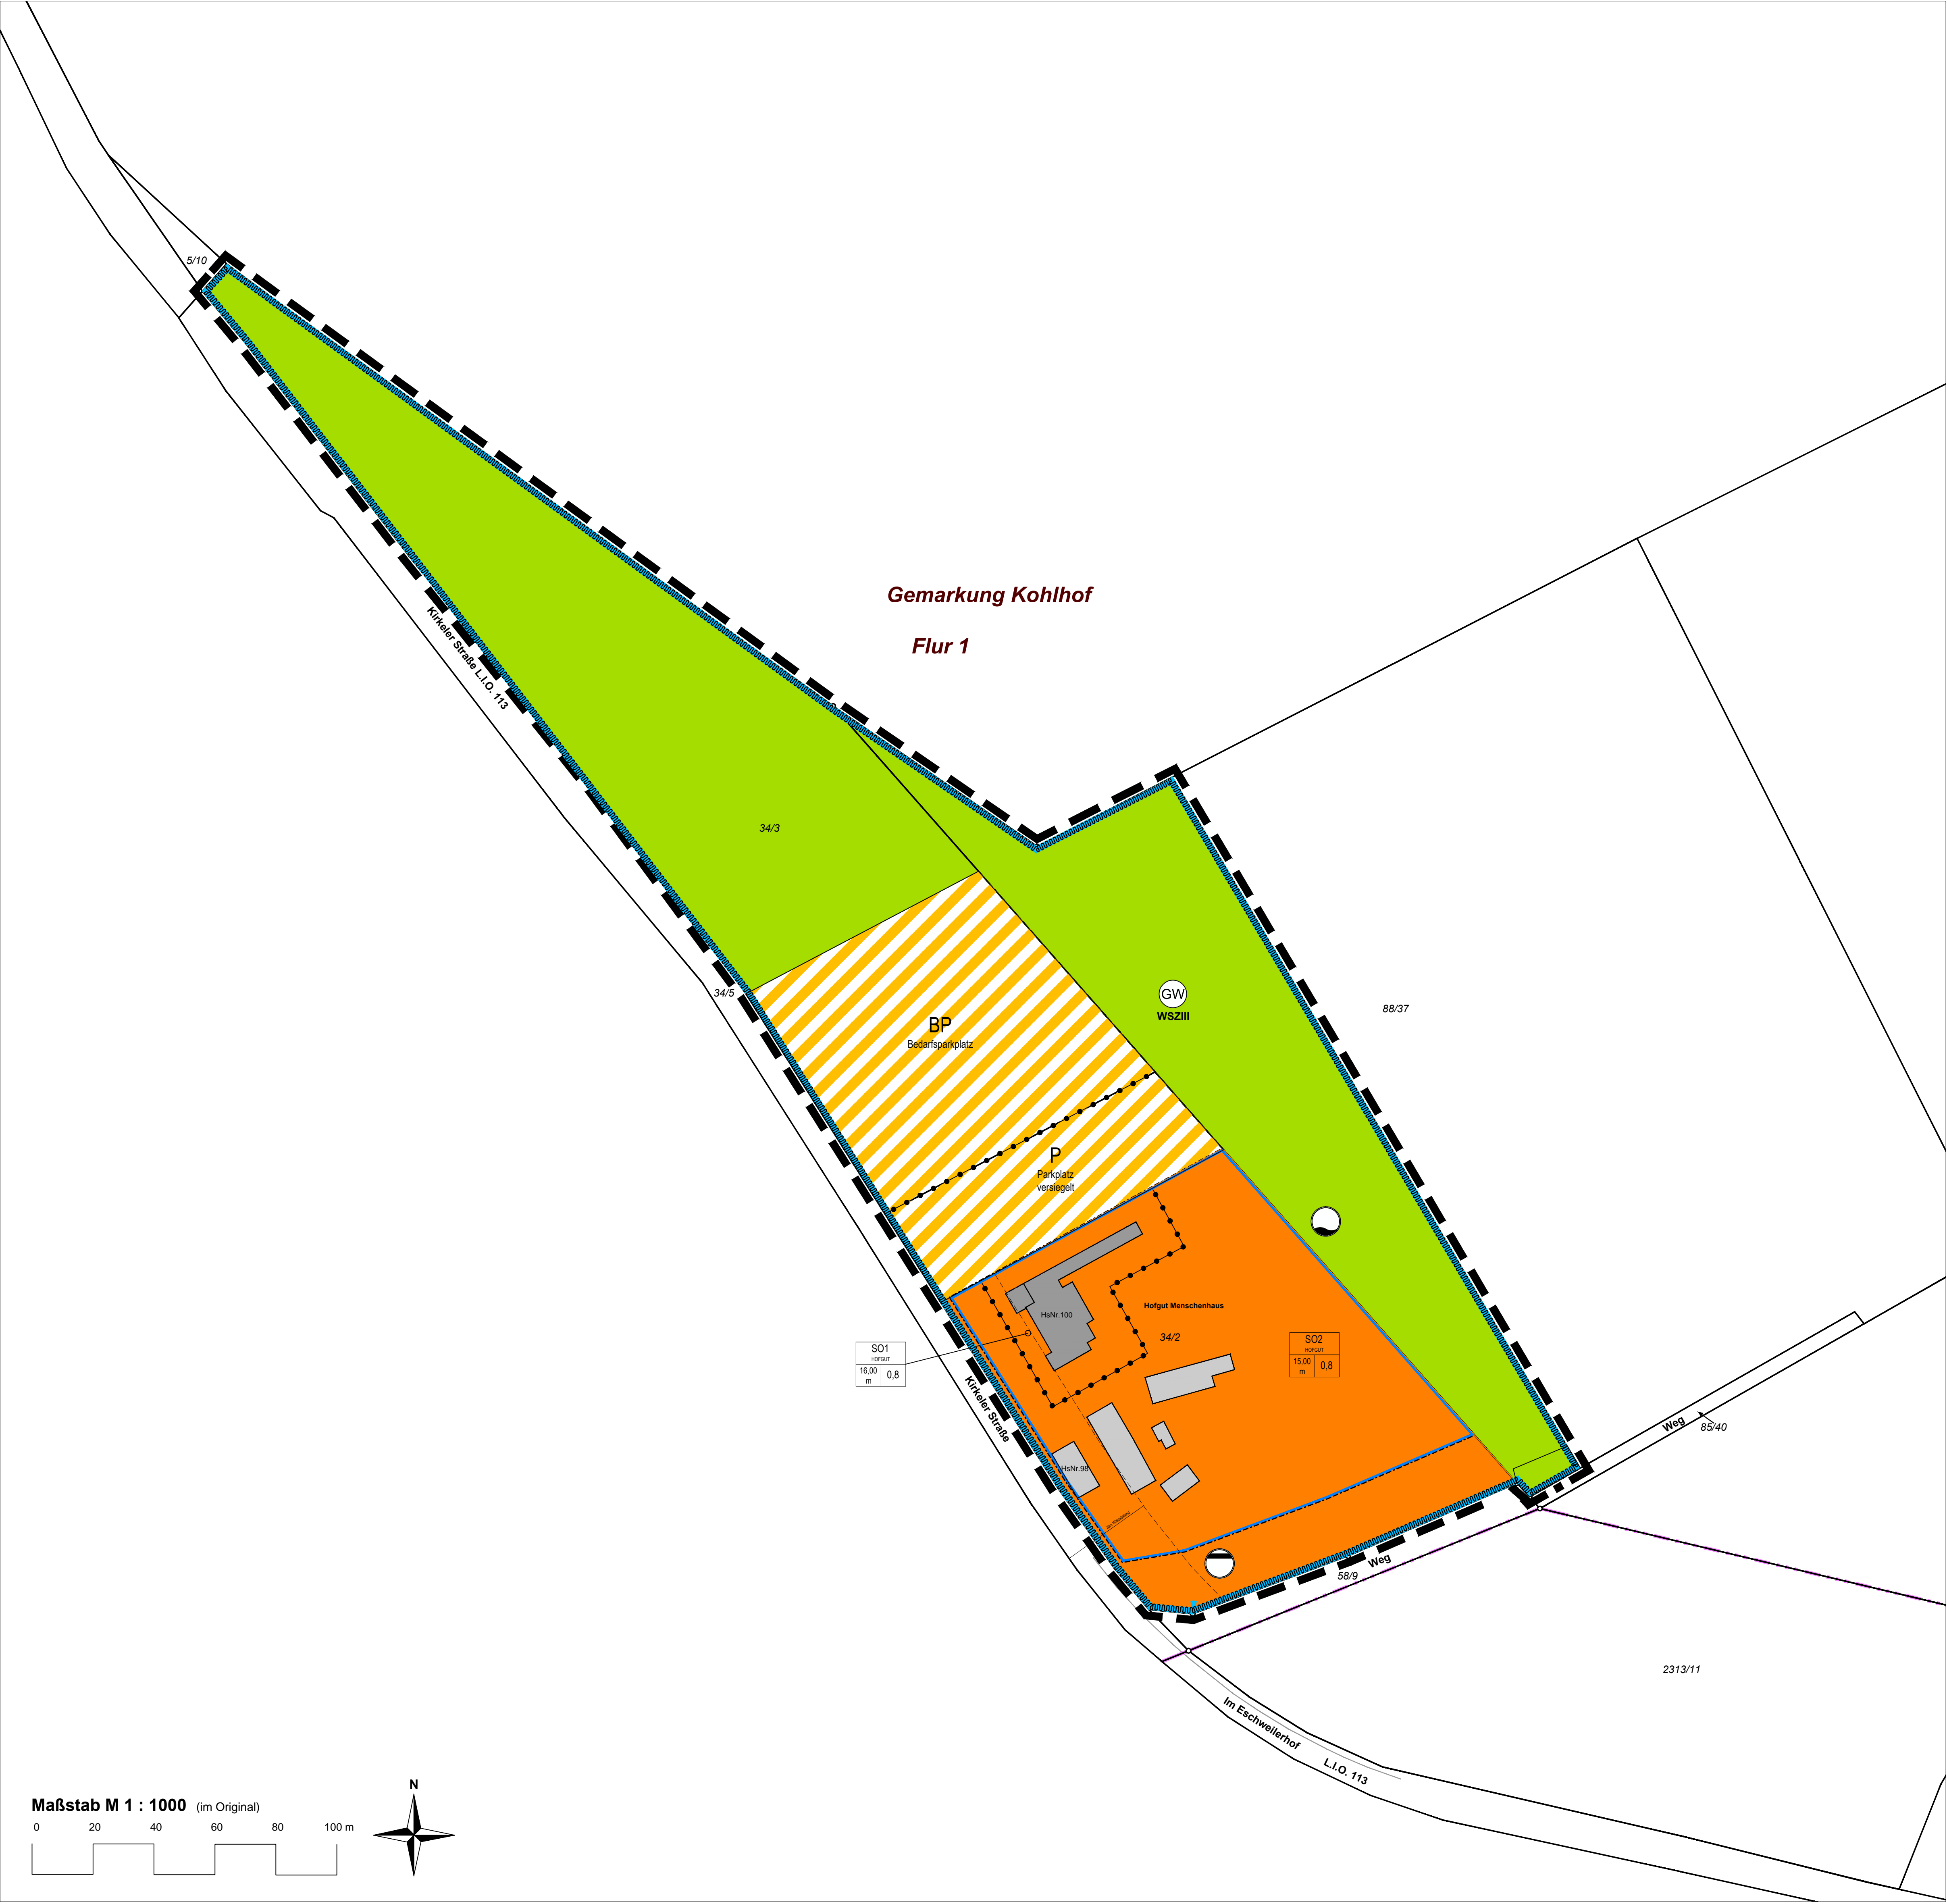 5/10
Gemarkung Kohlhof
Flur 1
Kirkeler Straße L.I.O. 113
34/3
34/5
GW
WSZIII
88/37
BP
Bedarfsparkplatz
P
Parkplatz
versiegelt
Hofgut Menschenhaus
HsNr.100
34/2
SO1
HOFGUT
16,00
m
0,8
SO2
HOFGUT
15,00
m
0,8
Kirkeler Straße
HsNr.98
Weg
85/40
Weg
58/9
2313/11
Im Eschweilerhof
L.I.O. 113
Maßstab M 1 : 1000 (im Original)
0 20 40 60 80 100 m
N